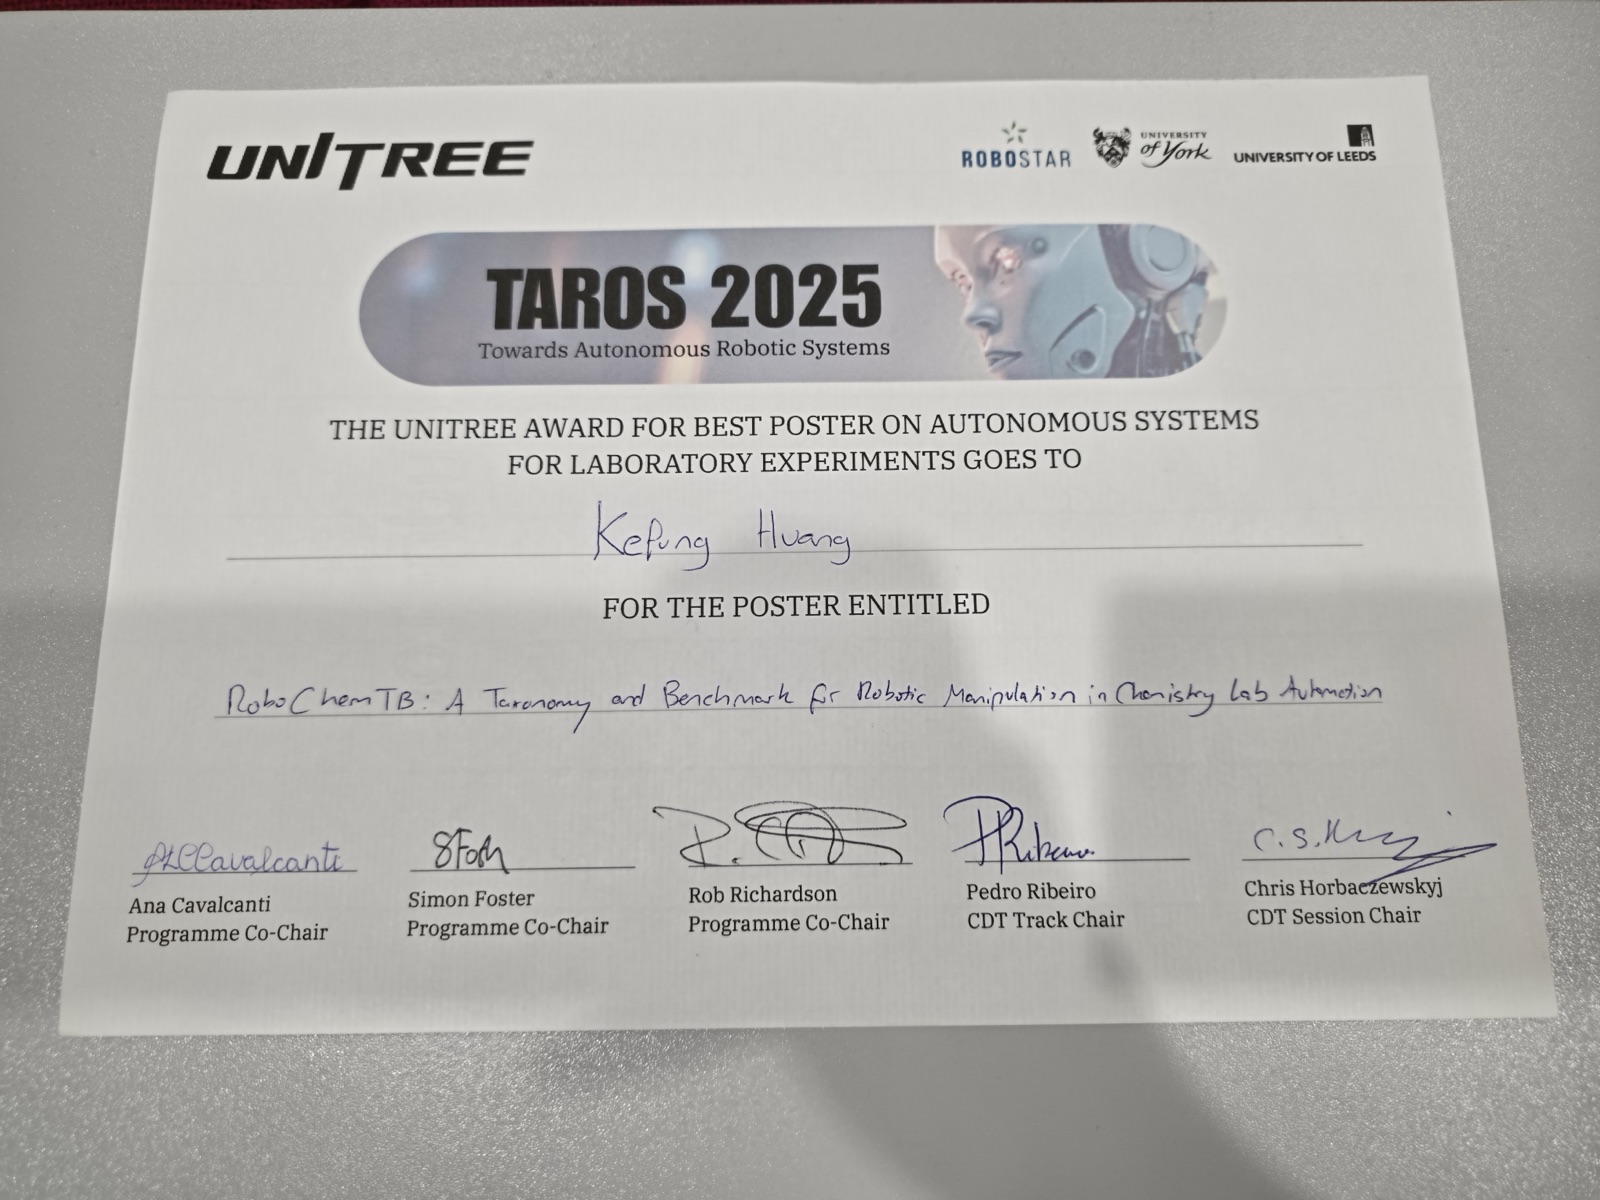 UNITREE
ROBOSTAR
UNIVERSITY
of York
UNIVERSITY OF LEEDS
TAROS 2025
Towards Autonomous Robotic Systems
THE UNITREE AWARD FOR BEST POSTER ON AUTONOMOUS SYSTEMS
FOR LABORATORY EXPERIMENTS GOES TO
Huang
FOR THE POSTER ENTITLED
RoboChemTB: A Taxonomy and Benchmark for Robotic Manipulation in Chemistry Lab Automation
ALCCavalcanti
SFoster
PRibeiro
Ana Cavalcanti
Programme Co-Chair
Simon Foster
Programme Co-Chair
Rob Richardson
Programme Co-Chair
Pedro Ribeiro
CDT Track Chair
Chris Horbaczewskyj
CDT Session Chair